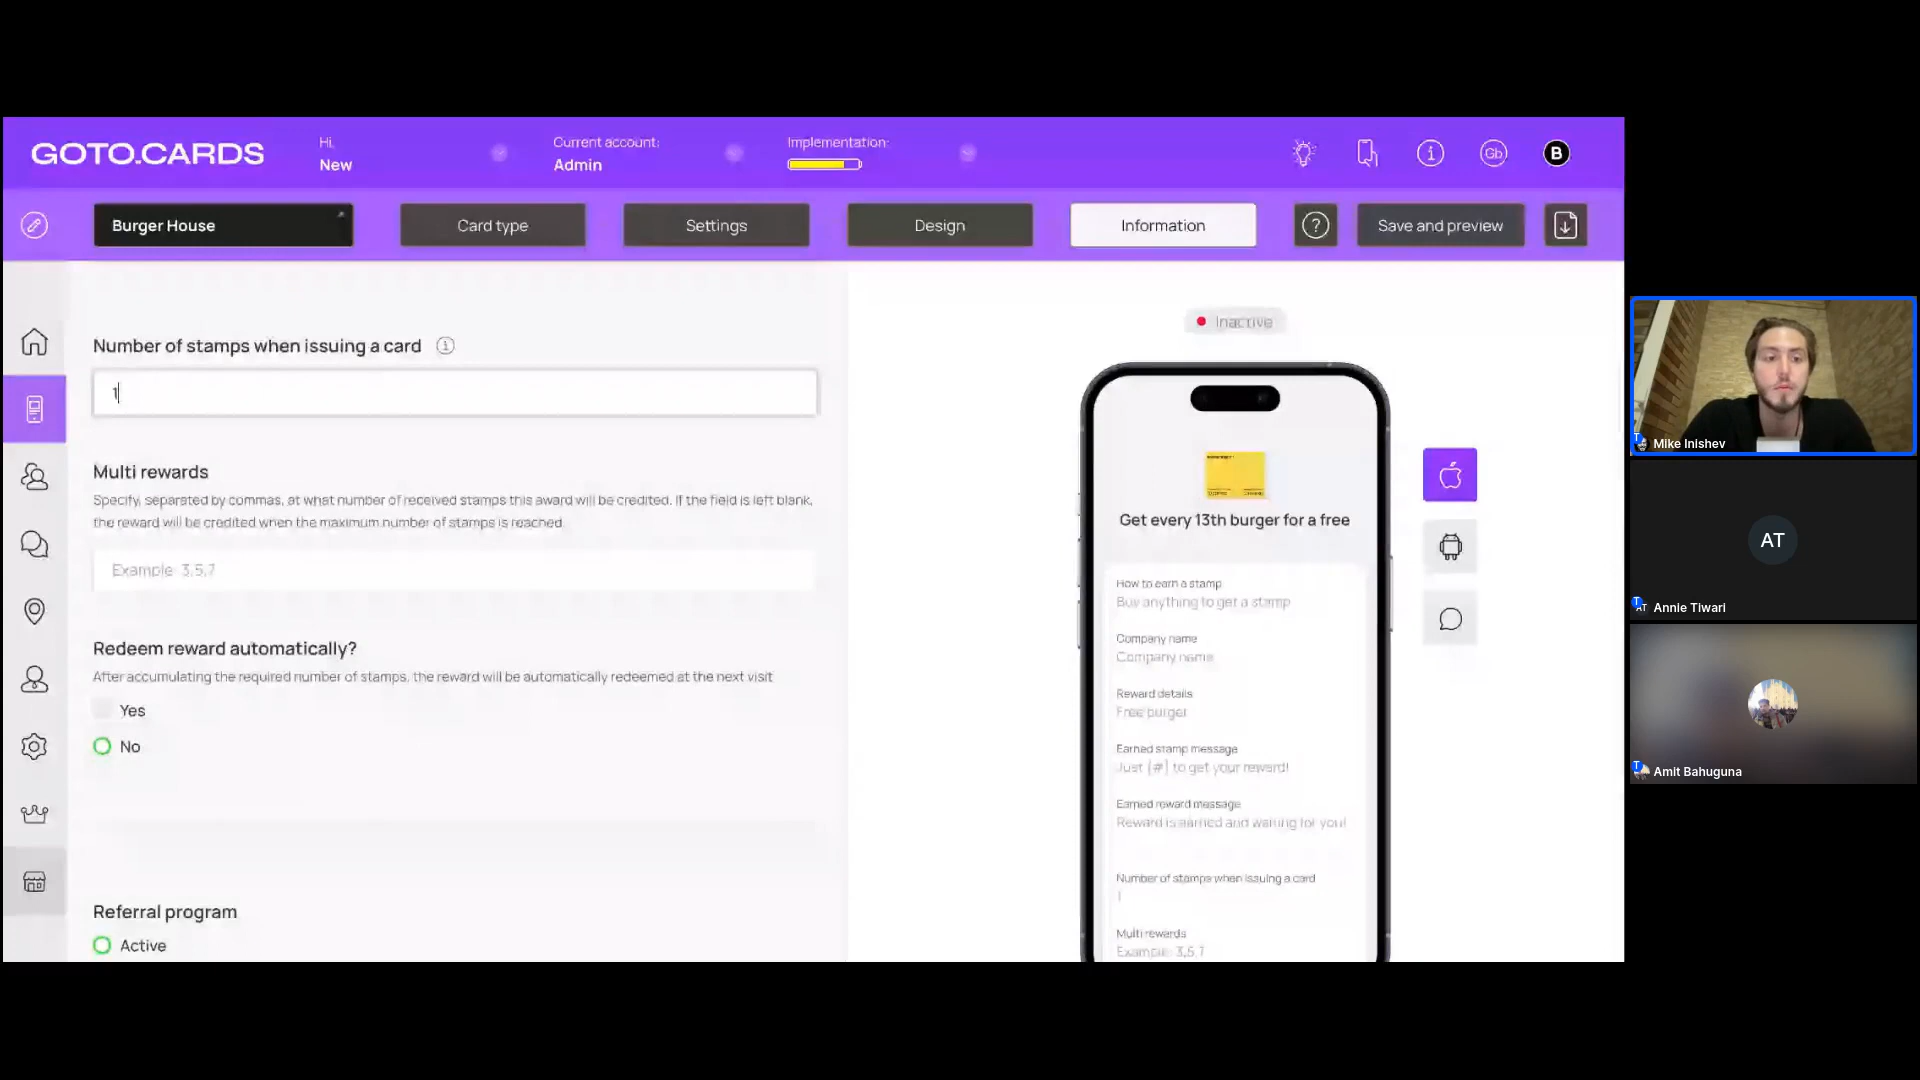 GOTO.CARDS
Hi,
New
Current account:
Admin
Implementation:
Gb
B
Burger House
Card type
Settings
Design
Information
?
Save and preview
Number of stamps when issuing a card
1
Multi rewards
Specify, separated by commas, at what number of received stamps this award will be credited. If the field is left blank,
the reward will be credited when the maximum number of stamps is reached.
Example: 3,5,7
Redeem reward automatically?
After accumulating the required number of stamps, the reward will be automatically redeemed at the next visit
Yes
No
Referral program
Active
Inactive
Get every 13th burger for a free
How to earn a stamp
Buy anything to get a stamp
Company name
Company name
Reward details
Free burger
Earned stamp message
Just {#} to get your reward!
Earned reward message
Reward is earned and waiting for you!
Number of stamps when issuing a card
Multi rewards
Example: 3,5,7
Mike Inishev
AT
Annie Tiwari
Amit Bahuguna